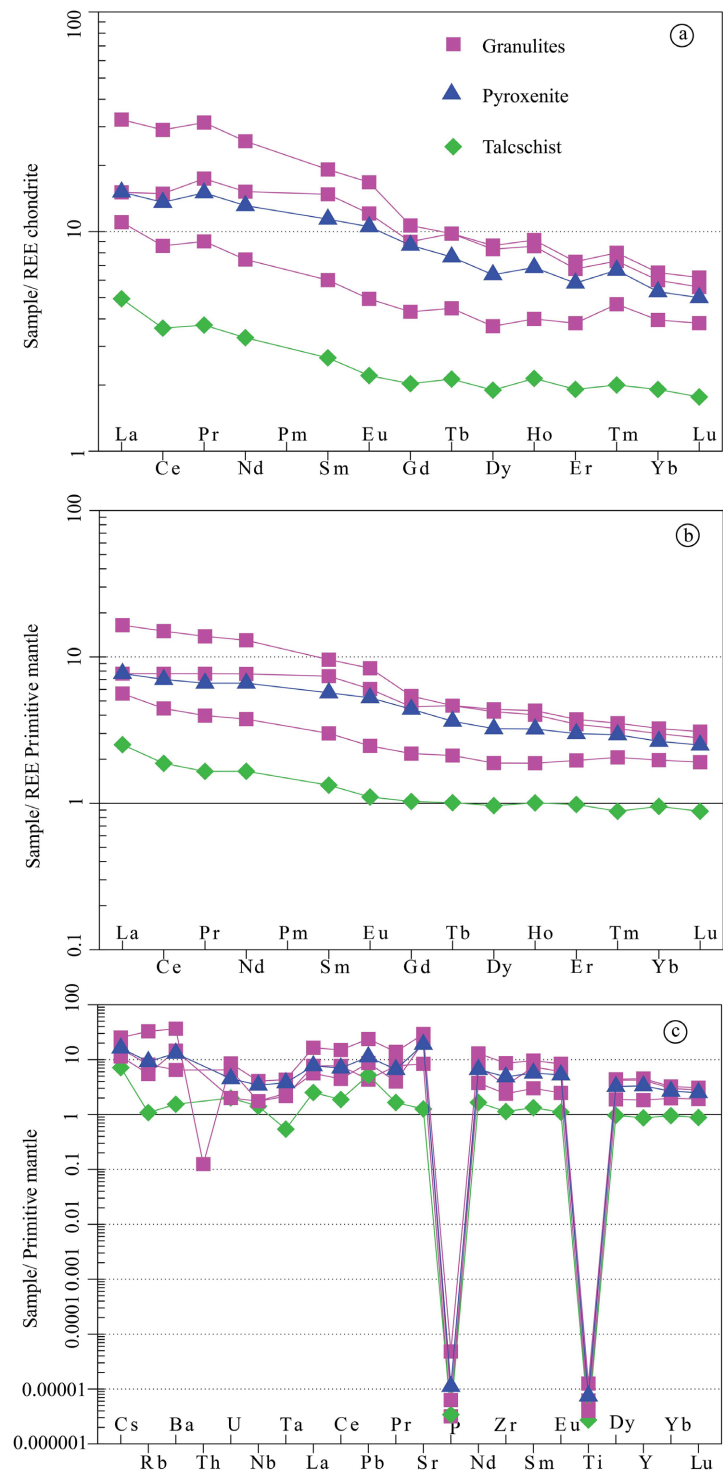 100
a
Granulites
Pyroxenite
Talcschist
10
Sample/ REE chondrite
1
La Pr Pm Eu Tb Ho Tm Lu
Ce Nd Sm Gd Dy Er Yb
100
b
10
Sample/ REE Primitive mantle
1
0.1
La Pr Pm Eu Tb Ho Tm Lu
Ce Nd Sm Gd Dy Er Yb
100
c
10
1
0.1
0.01
0.001
0.0001
0.00001
0.000001
Sample/ Primitive mantle
Cs Ba U Ta Ce Pr P Zr Eu Dy Yb
Rb Th Nb La Pb Sr Nd Sm Ti Y Lu